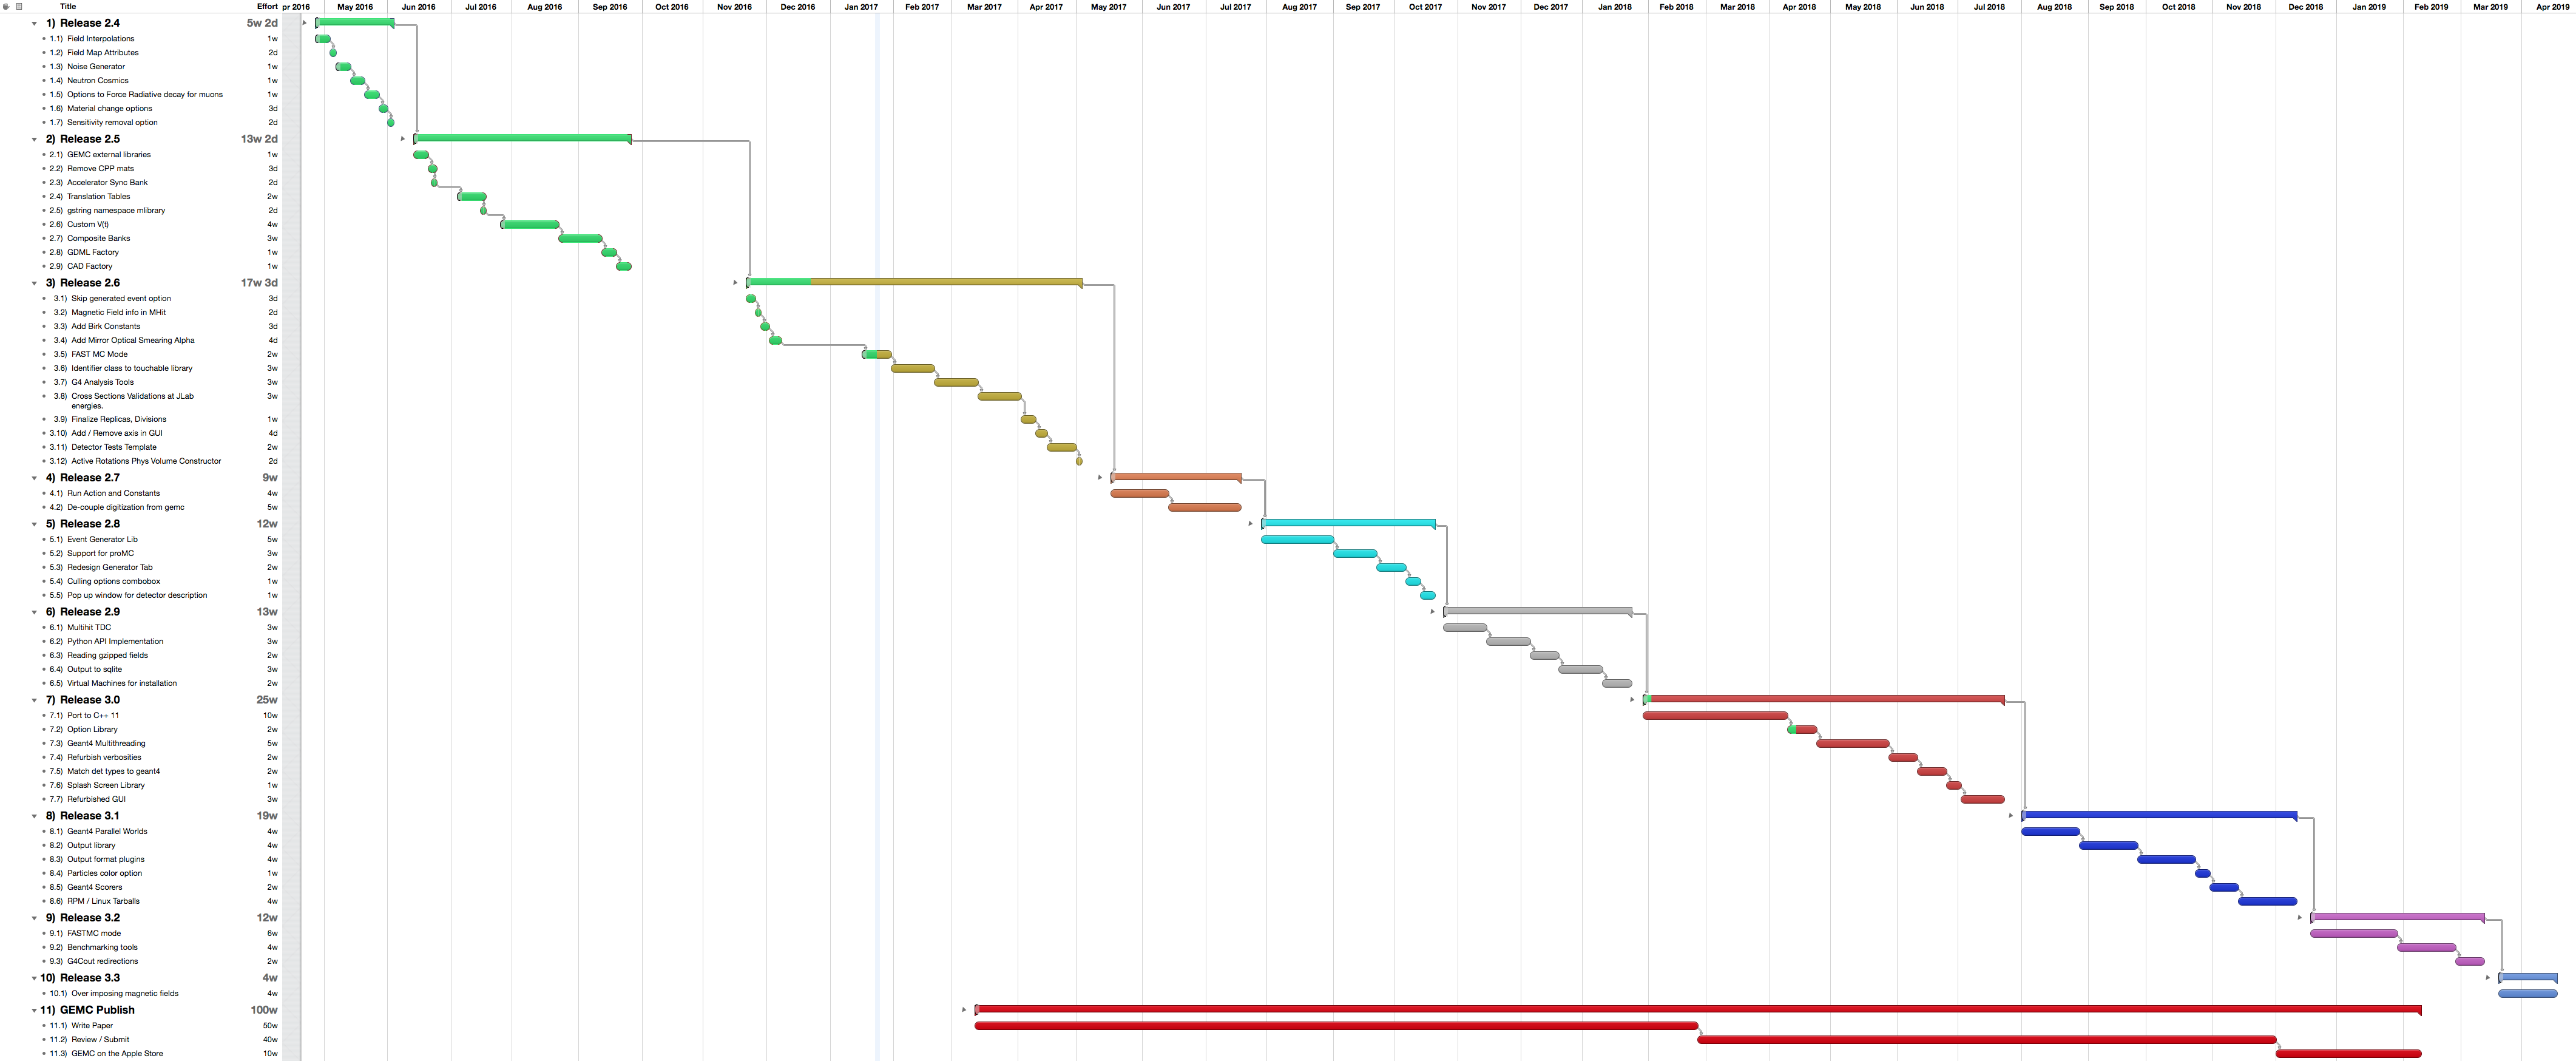 Title Effort pr 2016 May 2016 Jun 2016 Jul 2016 Aug 2016 Sep 2016 Oct 2016 Nov 2016 Dec 2016 Jan 2017 Feb 2017 Mar 2017 Apr 2017 May 2017 Jun 2017 Jul 2017 Aug 2017 Sep 2017 Oct 2017 Nov 2017 Dec 2017 Jan 2018 Feb 2018 Mar 2018 Apr 2018 May 2018 Jun 2018 Jul 2018 Aug 2018 Sep 2018 Oct 2018 Nov 2018 Dec 2018 Jan 2019 Feb 2019 Mar 2019 Apr 2019
1) Release 2.4 5w 2d
1.1) Field Interpolations 1w
1.2) Field Map Attributes 2d
1.3) Noise Generator 1w
1.4) Neutron Cosmics 1w
1.5) Options to Force Radiative decay for muons 1w
1.6) Material change options 3d
1.7) Sensitivity removal option 2d
2) Release 2.5 13w 2d
2.1) GEMC external libraries 1w
2.2) Remove CPP mats 3d
2.3) Accelerator Sync Bank 2d
2.4) Translation Tables 2w
2.5) gstring namespace mlibrary 2d
2.6) Custom V(t) 4w
2.7) Composite Banks 3w
2.8) GDML Factory 1w
2.9) CAD Factory 1w
3) Release 2.6 17w 3d
3.1) Skip generated event option 3d
3.2) Magnetic Field info in MHit 2d
3.3) Add Birk Constants 3d
3.4) Add Mirror Optical Smearing Alpha 4d
3.5) FAST MC Mode 2w
3.6) Identifier class to touchable library 3w
3.7) G4 Analysis Tools 3w
3.8) Cross Sections Validations at JLab 3w
energies.
3.9) Finalize Replicas, Divisions 1w
3.10) Add / Remove axis in GUI 4d
3.11) Detector Tests Template 2w
3.12) Active Rotations Phys Volume Constructor 2d
4) Release 2.7 9w
4.1) Run Action and Constants 4w
4.2) De-couple digitization from gemc 5w
5) Release 2.8 12w
5.1) Event Generator Lib 5w
5.2) Support for proMC 3w
5.3) Redesign Generator Tab 2w
5.4) Culling options combobox 1w
5.5) Pop up window for detector description 1w
6) Release 2.9 13w
6.1) Multihit TDC 3w
6.2) Python API Implementation 3w
6.3) Reading gzipped fields 2w
6.4) Output to sqlite 3w
6.5) Virtual Machines for installation 2w
7) Release 3.0 25w
7.1) Port to C++ 11 10w
7.2) Option Library 2w
7.3) Geant4 Multithreading 5w
7.4) Refurbish verbosities 2w
7.5) Match det types to geant4 2w
7.6) Splash Screen Library 1w
7.7) Refurbished GUI 3w
8) Release 3.1 19w
8.1) Geant4 Parallel Worlds 4w
8.2) Output library 4w
8.3) Output format plugins 4w
8.4) Particles color option 1w
8.5) Geant4 Scorers 2w
8.6) RPM / Linux Tarballs 4w
9) Release 3.2 12w
9.1) FASTMC mode 6w
9.2) Benchmarking tools 4w
9.3) G4Cout redirections 2w
10) Release 3.3 4w
10.1) Over imposing magnetic fields 4w
11) GEMC Publish 100w
11.1) Write Paper 50w
11.2) Review / Submit 40w
11.3) GEMC on the Apple Store 10w